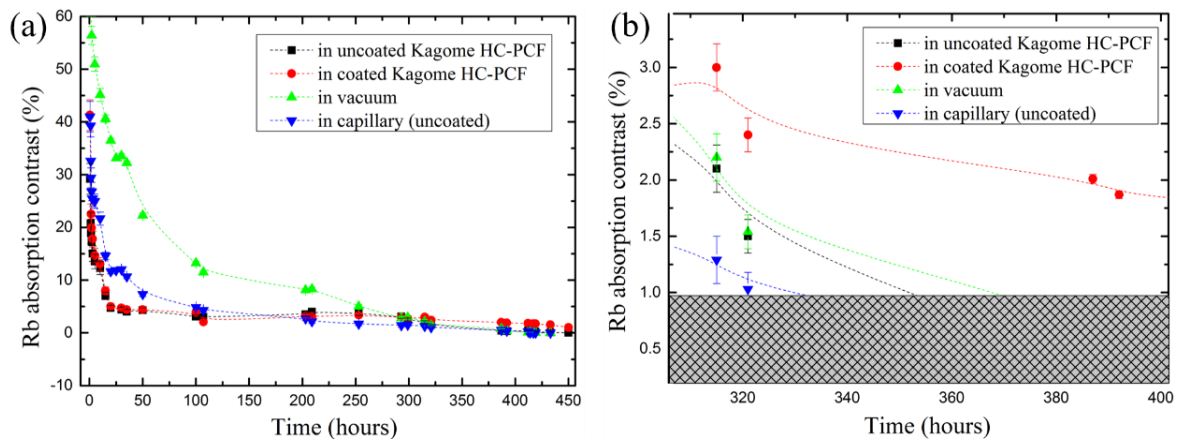 (a)
60
50
40
30
20
10
0
-10
Rb absorption contrast (%)
in uncoated Kagome HC-PCF
in coated Kagome HC-PCF
in vacuum
in capillary (uncoated)
0 50 100 150 200 250 300 350 400 450
Time (hours)
(b)
3.0
2.5
2.0
1.5
1.0
0.5
Rb absorption contrast (%)
in uncoated Kagome HC-PCF
in coated Kagome HC-PCF
in vacuum
in capillary (uncoated)
320 340 360 380 400
Time (hours)